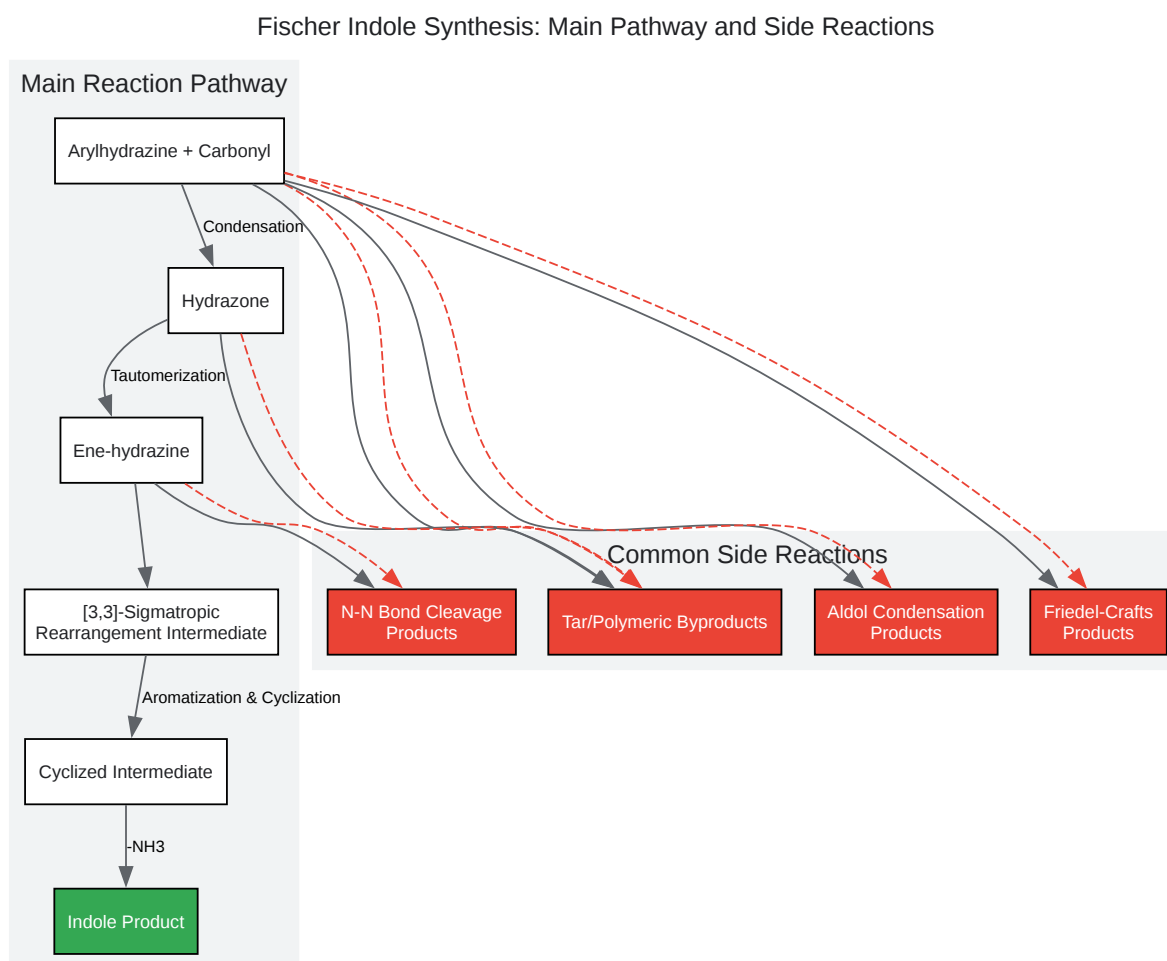 Fischer Indole Synthesis: Main Pathway and Side Reactions
Main Reaction Pathway
Arylhydrazine + Carbonyl
Condensation
Hydrazone
Tautomerization
Ene-hydrazine
Common Side Reactions
[3,3]-Sigmatropic
Rearrangement Intermediate
N-N Bond Cleavage
Products
Tar/Polymeric Byproducts
Aldol Condensation
Products
Friedel-Crafts
Products
Aromatization & Cyclization
Cyclized Intermediate
-NH3
Indole Product